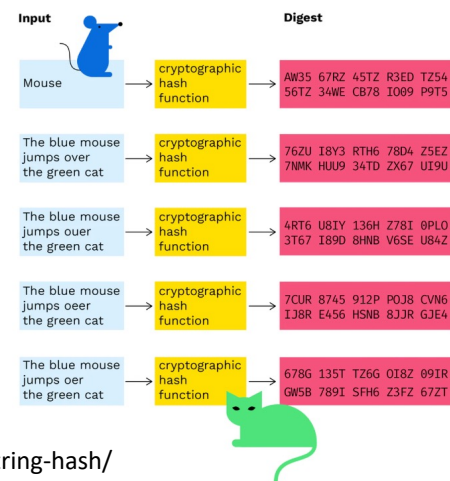 Input Digest
Mouse
cryptographic
hash
function
AW35 67RZ 45TZ R3ED TZ54
56TZ 34WE CB78 IO09 P9T5
The blue mouse
jumps over
the green cat
cryptographic
hash
function
76ZU I8Y3 RTH6 78D4 Z5EZ
7NMK HUU9 34TD ZX67 UI9U
The blue mouse
jumps ouer
the green cat
cryptographic
hash
function
4RT6 U8IY 136H Z78I 0PLO
3T67 I89D 8HNB V6SE U84Z
The blue mouse
jumps oeer
the green cat
cryptographic
hash
function
7CUR 8745 912P POJ8 CVN6
IJ8R E456 HSNB 8JJR GJE4
The blue mouse
jumps oer
the green cat
cryptographic
hash
function
678G 135T TZ6G OI8Z 09IR
GW5B 789I SFH6 Z3FZ 67ZT
tring-hash/